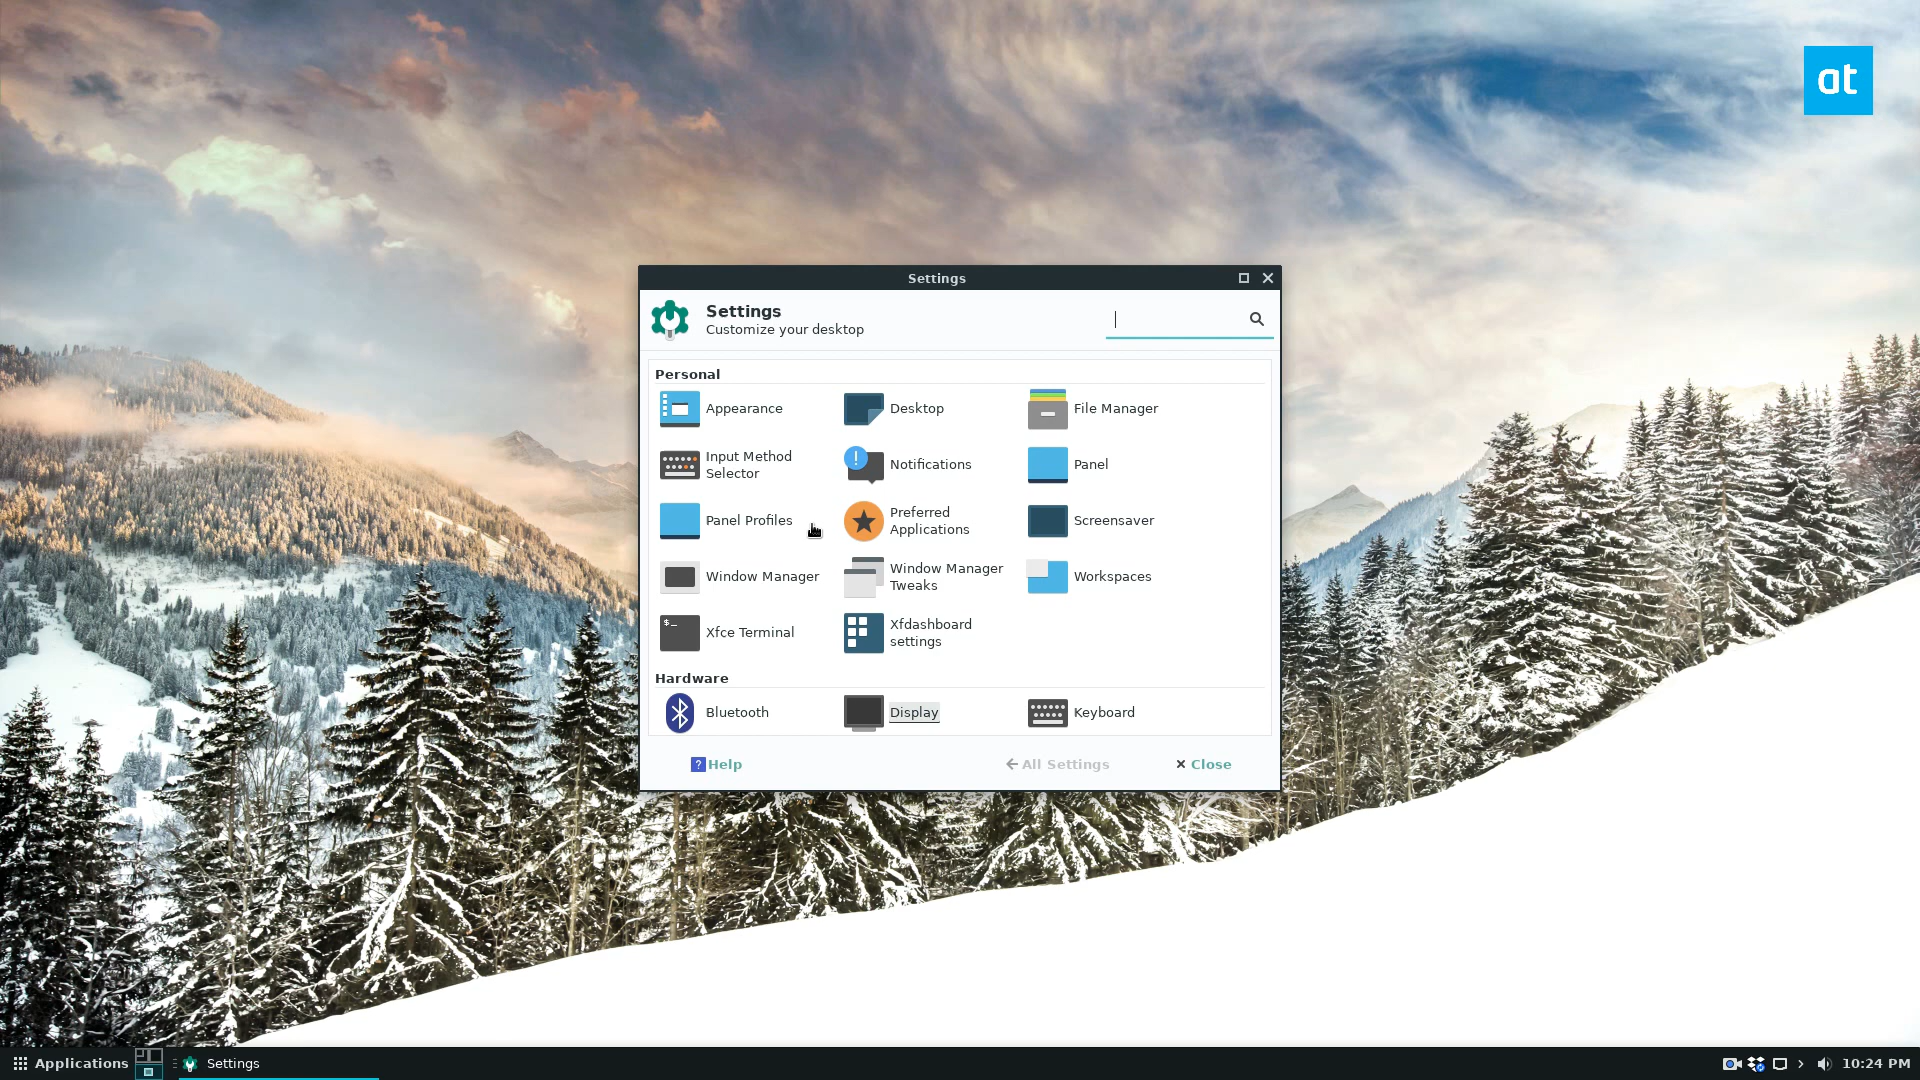 at
Settings
Settings
Customize your desktop
Personal
Appearance
Desktop
File Manager
Input Method
Selector
Notifications
Panel
Panel Profiles
Preferred
Applications
Screensaver
Window Manager
Window Manager
Tweaks
Workspaces
$_
Xfce Terminal
Xfdashboard
settings
Hardware
Bluetooth
Display
Keyboard
? Help
All Settings
Close
Applications
Settings
10:24 PM